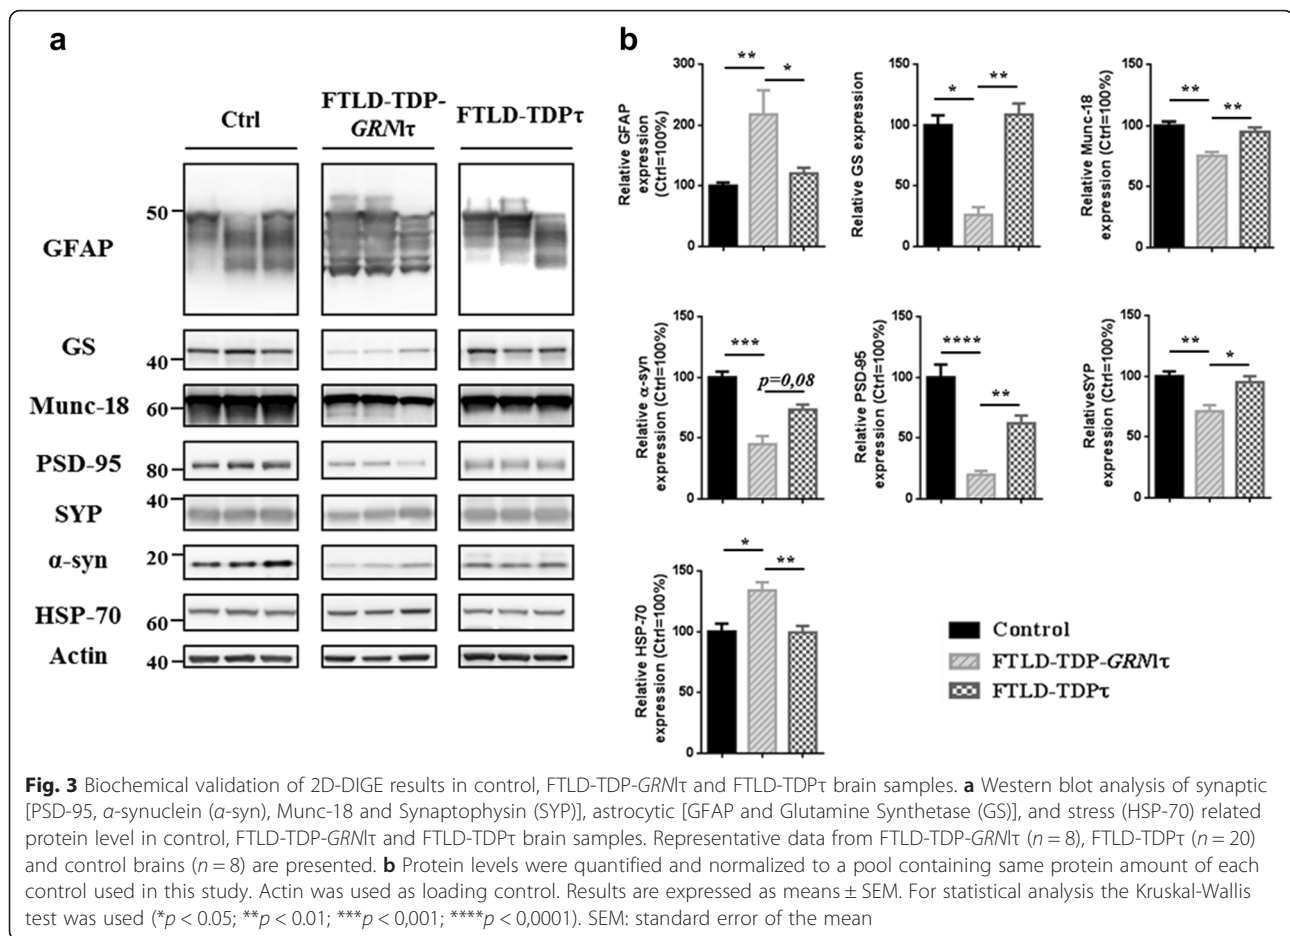 a
Ctrl
FTLD-TDP-
GRNlτ
FTLD-TDPτ
GFAP
50
GS
40
Munc-18
60
PSD-95
80
SYP
40
α-syn
20
HSP-70
60
Actin
40
b
Relative GFAP
expression
(Ctrl=100%)
300
200
100
0
**
*
Relative GS expression
150
100
50
0
*
**
Relative Munc-18
expression (Ctrl=100%)
150
100
50
0
**
**
Relative α-syn
expression (Ctrl=100%)
150
100
50
0
***
p=0,08
Relative PSD-95
expression (Ctrl=100%)
150
100
50
0
****
**
RelativeSYP
expression (Ctrl=100%)
150
100
50
0
**
*
Relative HSP-70
expression (Ctrl=100%)
150
100
50
0
*
**
Control
FTLD-TDP-GRNlτ
FTLD-TDPτ
Fig. 3 Biochemical validation of 2D-DIGE results in control, FTLD-TDP-GRNlτ and FTLD-TDPτ brain samples. a Western blot analysis of synaptic
[PSD-95, α-synuclein (α-syn), Munc-18 and Synaptophysin (SYP)], astrocytic [GFAP and Glutamine Synthetase (GS)], and stress (HSP-70) related
protein level in control, FTLD-TDP-GRNlτ and FTLD-TDPτ brain samples. Representative data from FTLD-TDP-GRNlτ (n = 8), FTLD-TDPτ (n = 20)
and control brains (n = 8) are presented. b Protein levels were quantified and normalized to a pool containing same protein amount of each
control used in this study. Actin was used as loading control. Results are expressed as means ± SEM. For statistical analysis the Kruskal-Wallis
test was used (*p < 0.05; **p < 0.01; ***p < 0,001; ****p < 0,0001). SEM: standard error of the mean